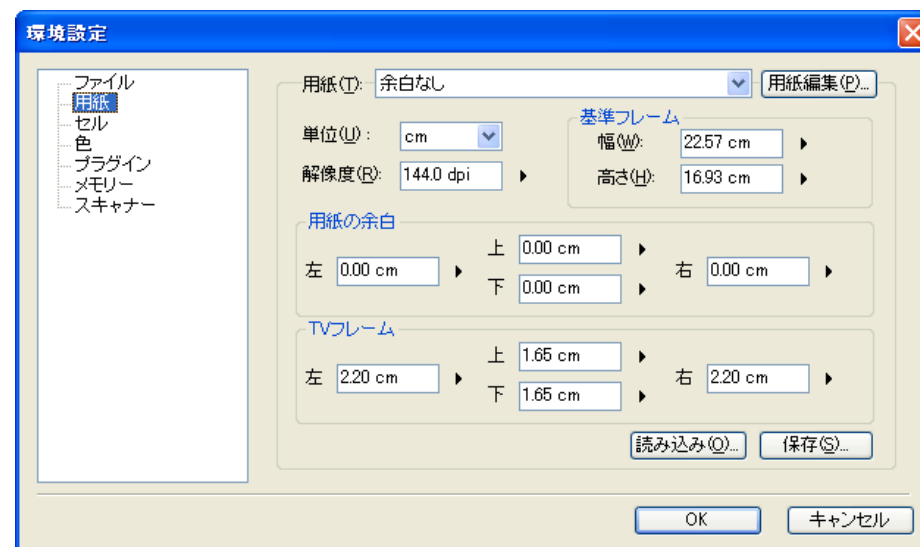 環境設定
ファイル
用紙
セル
色
プラグイン
メモリー
スキャナー
用紙(T): 余白なし 用紙編集(P)...
単位(U) : cm
解像度(R): 144.0 dpi
基準フレーム
幅(W): 22.57 cm
高さ(H): 16.93 cm
用紙の余白
左 0.00 cm
上 0.00 cm
下 0.00 cm
右 0.00 cm
TVフレーム
左 2.20 cm
上 1.65 cm
下 1.65 cm
右 2.20 cm
読み込み(O)... 保存(S)...
OK キャンセル